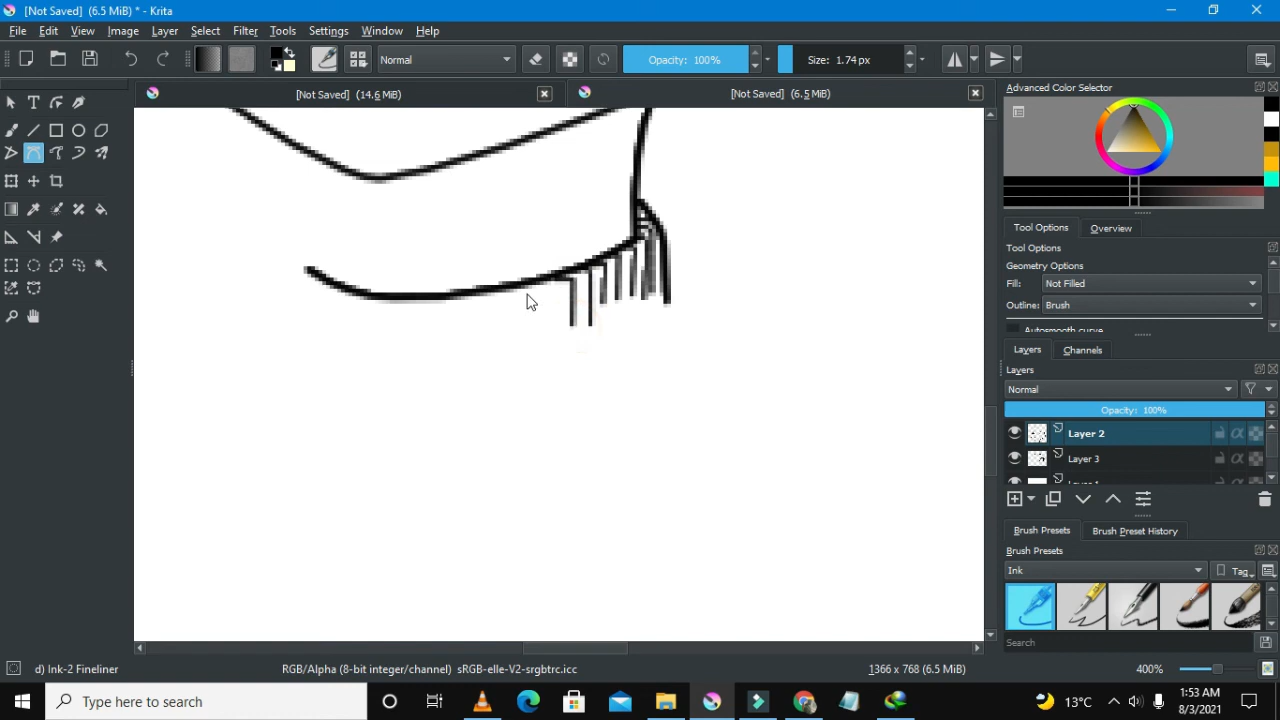 [Not Saved] (6.5 MiB) * - Krita
File Edit View Image Layer Select Filter Tools Settings Window Help
Normal Opacity: 100% Size: 1.74 px
[Not Saved] (14.6 MiB) [Not Saved] (6.5 MiB)
Advanced Color Selector
Tool Options Overview
Tool Options
Geometry Options
Fill: Not Filled
Outline: Brush
Autosmooth curve
Layers Channels
Layers
Normal
Opacity: 100%
Layer 2
Layer 3
Layer 1
Brush Presets Brush Preset History
Brush Presets
Ink Tag
Search
d) Ink-2 Fineliner RGB/Alpha (8-bit integer/channel) sRGB-elle-V2-srgbtrc.icc 1366 x 768 (6.5 MiB) 400%
Type here to search 13°C 1:53 AM
8/3/2021